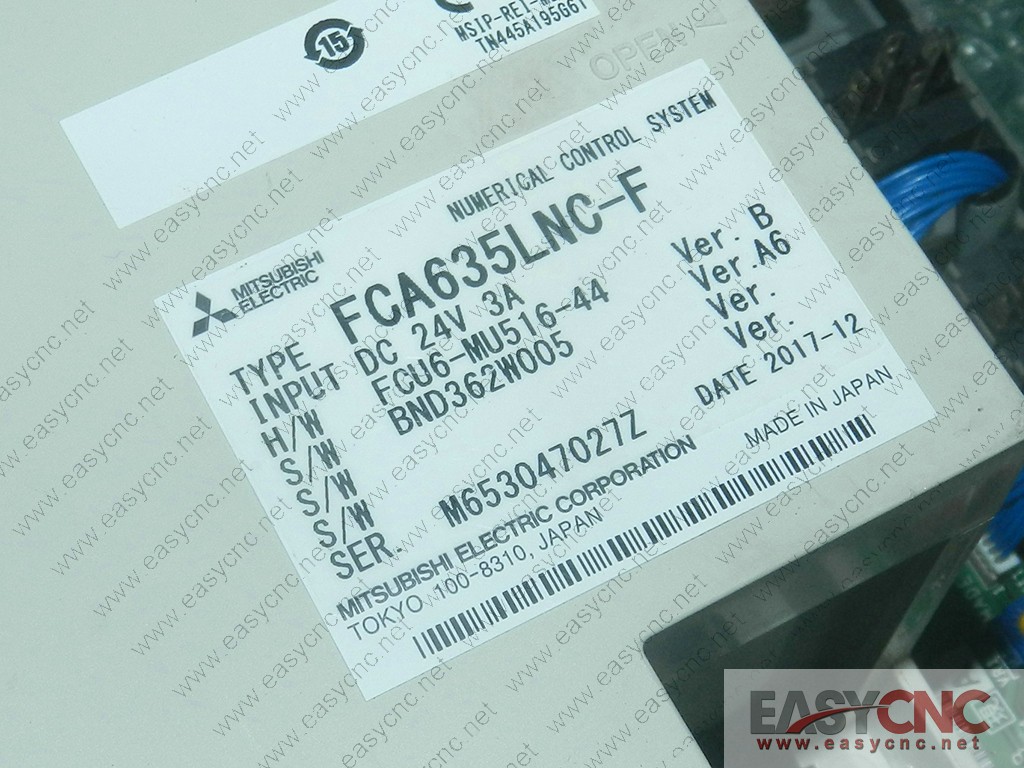 15
MSIP-REI-
TN445A195G61
OPEN
MITSUBISHI
ELECTRIC
NUMERICAL CONTROL SYSTEM
TYPE FCA635LNC-F
INPUT DC 24V 3A
H/W FCU6-MU516-44 Ver. B
S/W BND362W005 Ver.A6
S/W Ver.
S/W Ver.
SER. M653047027Z DATE 2017-12
MITSUBISHI ELECTRIC CORPORATION
TOKYO 100-8310, JAPAN MADE IN JAPAN
EASYCNC
www.easycnc.net